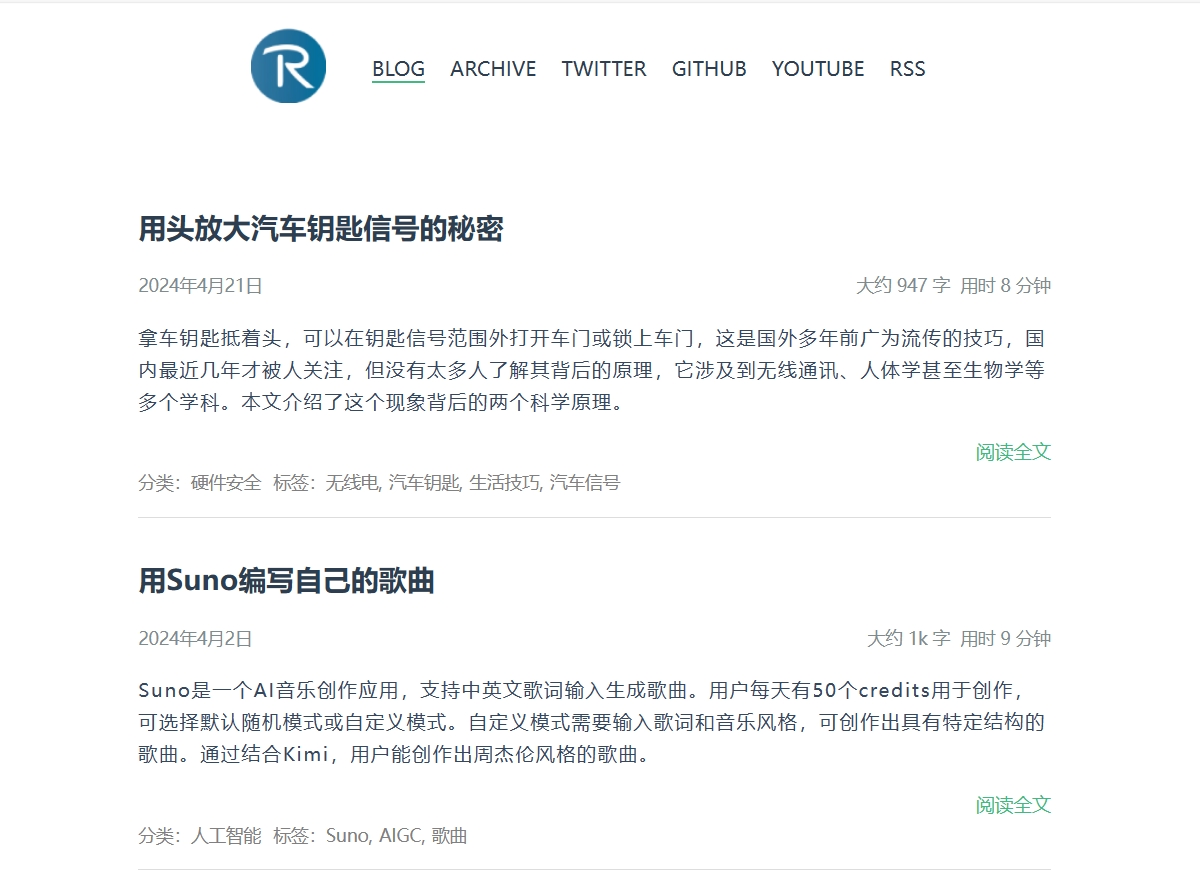 R
BLOG ARCHIVE TWITTER GITHUB YOUTUBE RSS
用头放大汽车钥匙信号的秘密
2024年4月21日 大约 947 字 用时 8 分钟
拿车钥匙抵着头，可以在钥匙信号范围外打开车门或锁上车门，这是国外多年前广为流传的技巧，国
内最近几年才被人关注，但没有太多人了解其背后的原理，它涉及到无线通讯、人体学甚至生物学等
多个学科。本文介绍了这个现象背后的两个科学原理。
阅读全文
分类：硬件安全 标签：无线电, 汽车钥匙, 生活技巧, 汽车信号
用Suno编写自己的歌曲
2024年4月2日 大约 1k 字 用时 9 分钟
Suno是一个AI音乐创作应用，支持中英文歌词输入生成歌曲。用户每天有50个credits用于创作，
可选择默认随机模式或自定义模式。自定义模式需要输入歌词和音乐风格，可创作出具有特定结构的
歌曲。通过结合Kimi，用户能创作出周杰伦风格的歌曲。
阅读全文
分类：人工智能 标签：Suno, AIGC, 歌曲